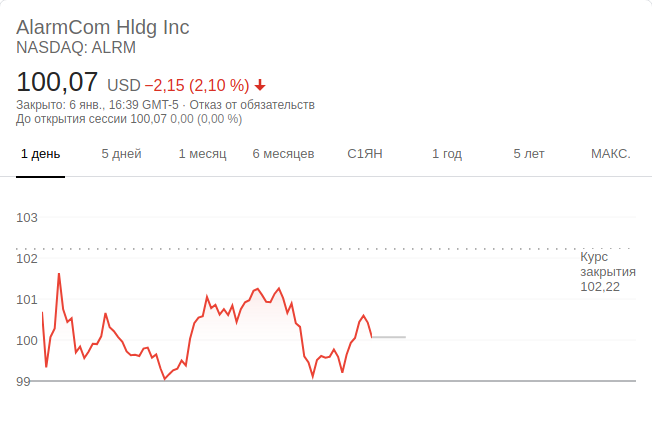 AlarmCom Hldg Inc
NASDAQ: ALRM
100,07 USD −2,15 (2,10 %)
Закрыто: 6 янв., 16:39 GMT-5 · Отказ от обязательств
До открытия сессии 100,07 0,00 (0,00 %)
1 день 5 дней 1 месяц 6 месяцев С1ЯН 1 год 5 лет МАКС.
103
102
101
100
99
Курс
закрытия
102,22